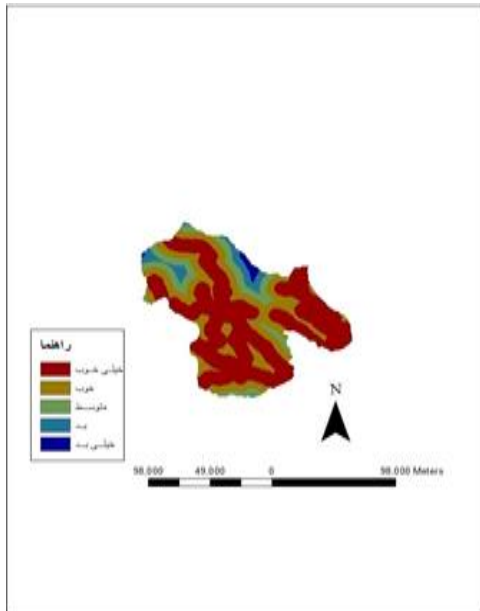 راهنما
خیلی خوب
خوب
متوسط
بد
خیلی بد
N
98.000 49.000 0 98.000 Meters